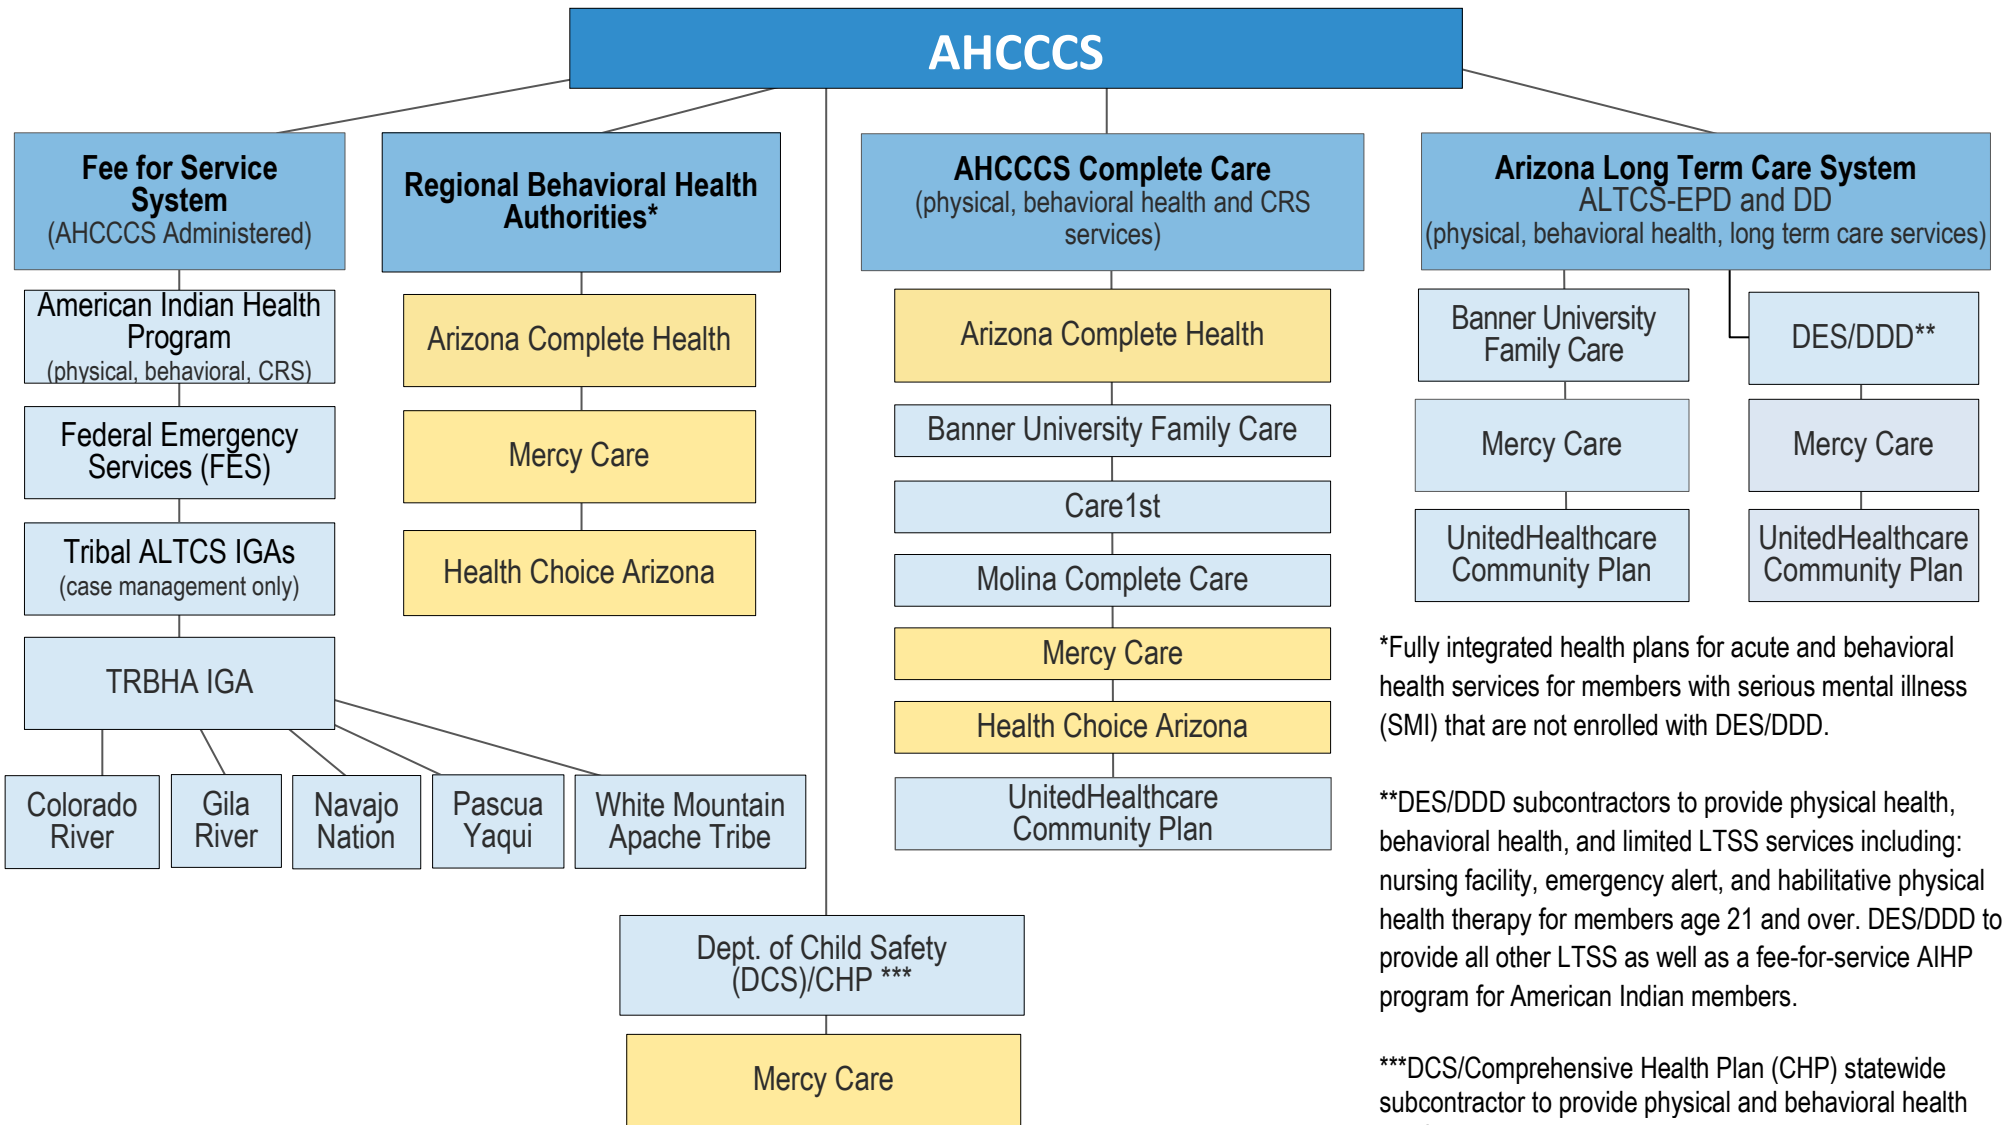 AHCCCS
Fee for Service
System
(AHCCCS Administered)
American Indian Health
Program
(physical, behavioral, CRS)
Federal Emergency
Services (FES)
Tribal ALTCS IGAs
(case management only)
TRBHA IGA
Colorado
River
Gila
River
Navajo
Nation
Pascua
Yaqui
White Mountain
Apache Tribe
Regional Behavioral Health
Authorities*
Arizona Complete Health
Mercy Care
Health Choice Arizona
Dept. of Child Safety
(DCS)/CHP ***
Mercy Care
AHCCCS Complete Care
(physical, behavioral health and CRS
services)
Arizona Complete Health
Banner University Family Care
Care1st
Molina Complete Care
Mercy Care
Health Choice Arizona
UnitedHealthcare
Community Plan
Arizona Long Term Care System
ALTCS-EPD and DD
(physical, behavioral health, long term care services)
Banner University
Family Care
Mercy Care
UnitedHealthcare
Community Plan
DES/DDD**
Mercy Care
UnitedHealthcare
Community Plan
*Fully integrated health plans for acute and behavioral
health services for members with serious mental illness
(SMI) that are not enrolled with DES/DDD.
**DES/DDD subcontractors to provide physical health,
behavioral health, and limited LTSS services including:
nursing facility, emergency alert, and habilitative physical
health therapy for members age 21 and over. DES/DDD to
provide all other LTSS as well as a fee-for-service AIHP
program for American Indian members.
***DCS/Comprehensive Health Plan (CHP) statewide
subcontractor to provide physical and behavioral health